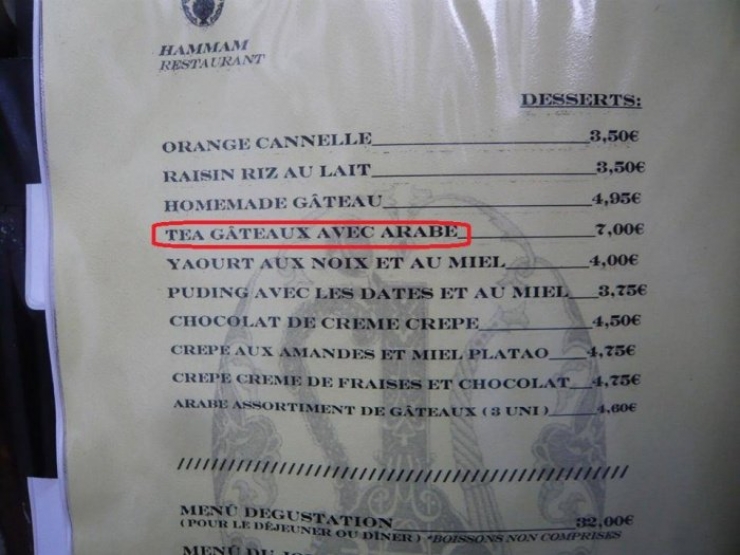 HAMMAM
RESTAURANT
DESSERTS:
ORANGE CANNELLE 3,50€
RAISIN RIZ AU LAIT 3,50€
HOMEMADE GÂTEAU 4,95€
TEA GÂTEAUX AVEC ARABE 7,00€
YAOURT AUX NOIX ET AU MIEL 4,00€
PUDING AVEC LES DATES ET AU MIEL 3,75€
CHOCOLAT DE CREME CREPE 4,50€
CREPE AUX AMANDES ET MIEL PLATAO 4,75€
CREPE CREME DE FRAISES ET CHOCOLAT 4,75€
ARABE ASSORTIMENT DE GÂTEAUX (3 UNI) 4,60€
MENÚ DEGUSTATION 32,00€
(POUR LE DÉJEUNER OU DÎNER) *BOISSONS NON COMPRISES
MENÚ DU